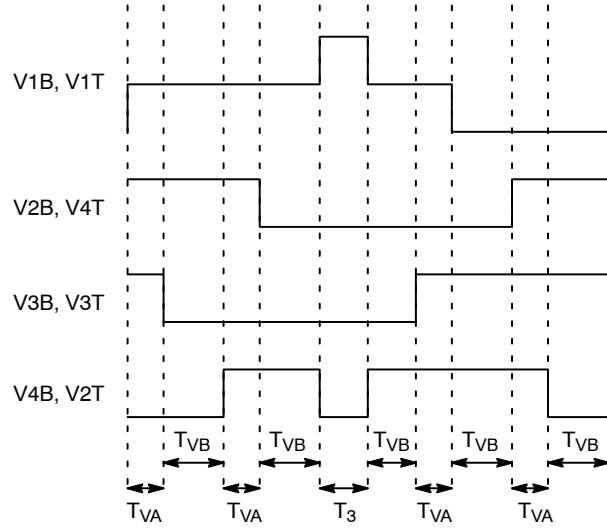 V1B, V1T
V2B, V4T
V3B, V3T
V4B, V2T
TVB TVB TVB TVB TVB
TVA TVA T3 TVA TVA